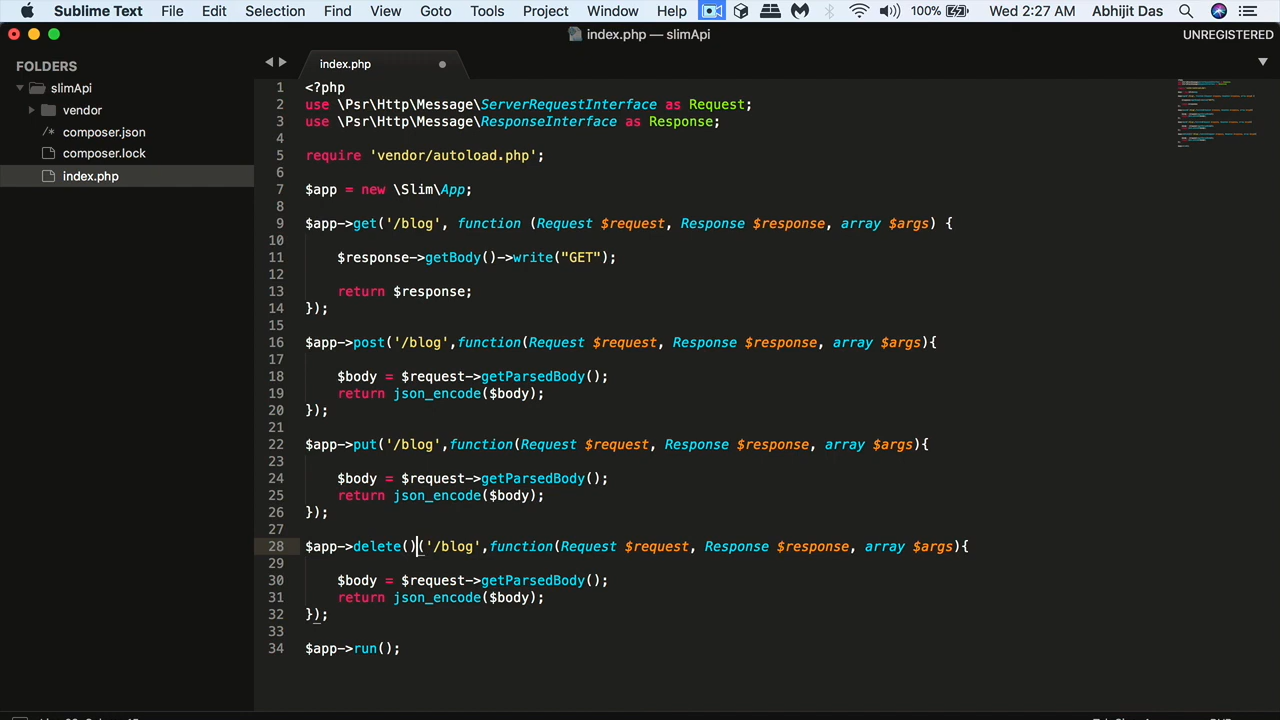 Sublime Text File Edit Selection Find View Goto Tools Project Window Help 100% Wed 2:27 AM Abhijit Das
index.php — slimApi UNREGISTERED
FOLDERS
slimApi
vendor
/* composer.json
composer.lock
index.php
index.php
1 <?php
2 use \Psr\Http\Message\ServerRequestInterface as Request;
3 use \Psr\Http\Message\ResponseInterface as Response;
4
5 require 'vendor/autoload.php';
6
7 $app = new \Slim\App;
8
9 $app->get('/blog', function (Request $request, Response $response, array $args) {
10
11 $response->getBody()->write("GET");
12
13 return $response;
14 });
15
16 $app->post('/blog',function(Request $request, Response $response, array $args){
17
18 $body = $request->getParsedBody();
19 return json_encode($body);
20 });
21
22 $app->put('/blog',function(Request $request, Response $response, array $args){
23
24 $body = $request->getParsedBody();
25 return json_encode($body);
26 });
27
28 $app->delete()('/blog',function(Request $request, Response $response, array $args){
29
30 $body = $request->getParsedBody();
31 return json_encode($body);
32 });
33
34 $app->run();